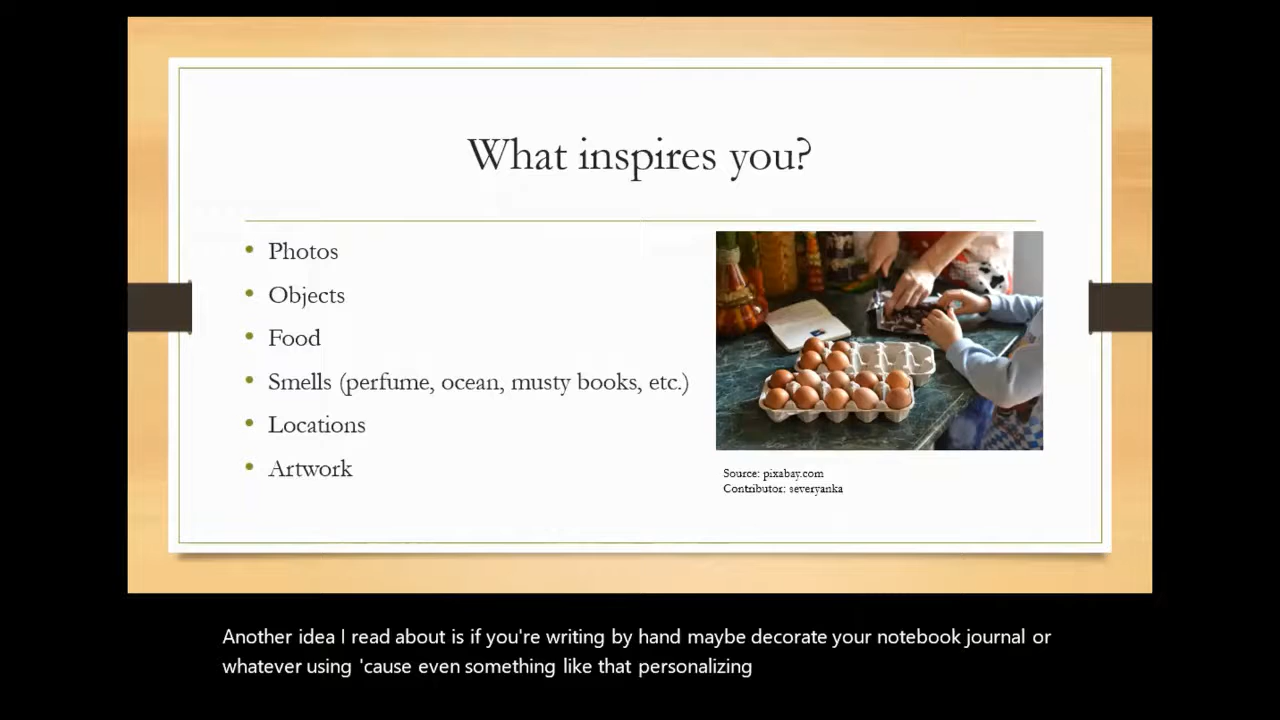 What inspires you?
• Photos
• Objects
• Food
• Smells (perfume, ocean, musty books, etc.)
• Locations
• Artwork
Source: pixabay.com
Contributor: severyanka
Another idea I read about is if you're writing by hand maybe decorate your notebook journal or
whatever using 'cause even something like that personalizing